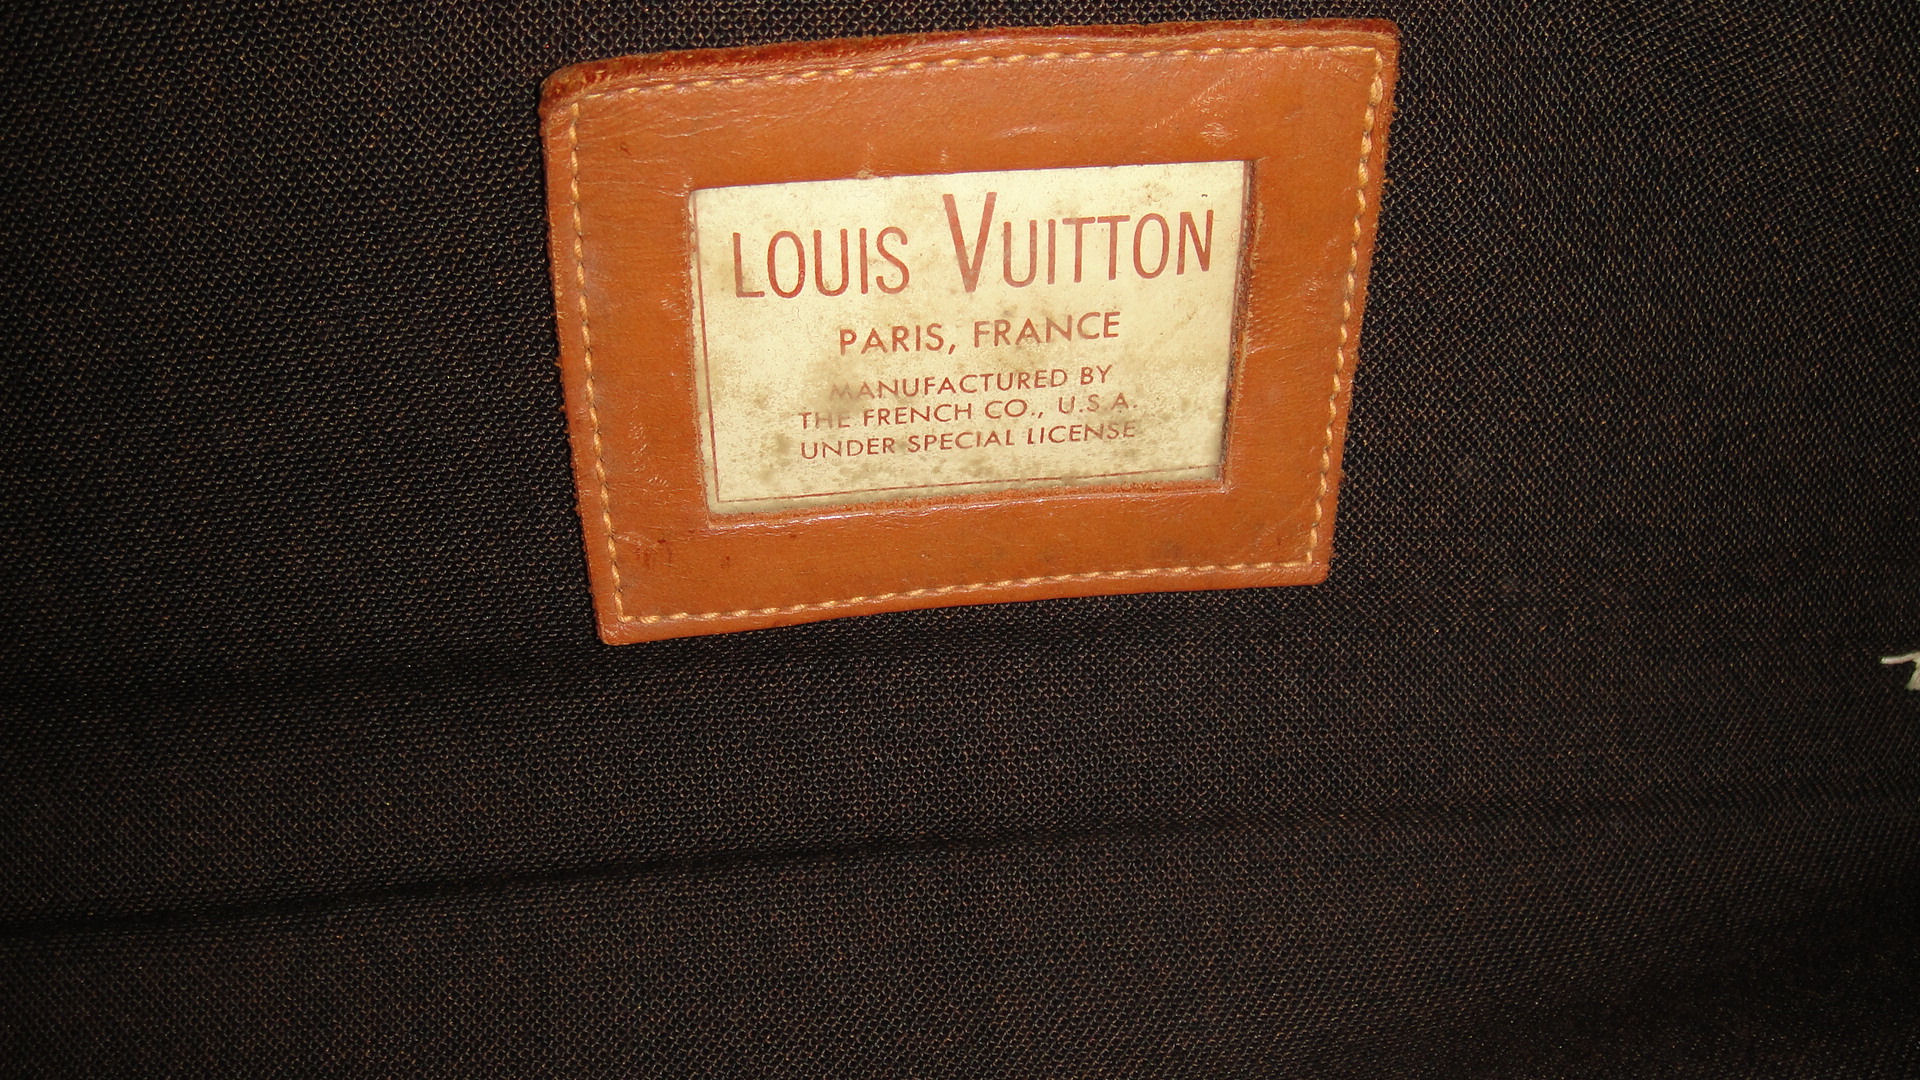 LOUIS VUITTON
PARIS, FRANCE
MANUFACTURED BY
THE FRENCH CO., U.S.A.
UNDER SPECIAL LICENSE